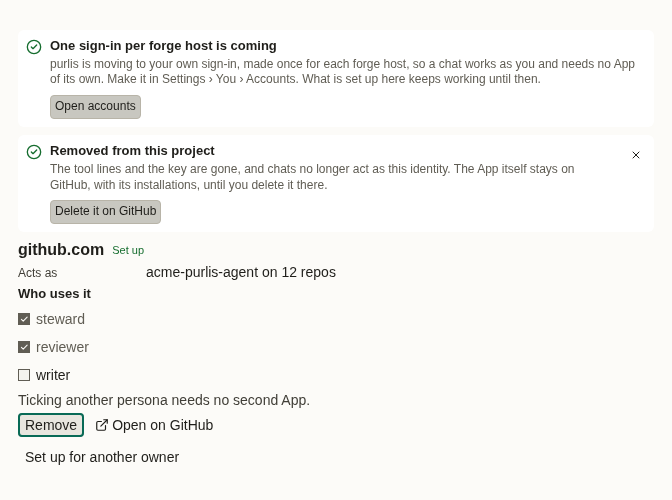 One sign-in per forge host is coming
purlis is moving to your own sign-in, made once for each forge host, so a chat works as you and needs no App
of its own. Make it in Settings › You › Accounts. What is set up here keeps working until then.
Open accounts
Removed from this project
The tool lines and the key are gone, and chats no longer act as this identity. The App itself stays on
GitHub, with its installations, until you delete it there.
Delete it on GitHub
github.com Set up
Acts as acme-purlis-agent on 12 repos
Who uses it
steward
reviewer
writer
Ticking another persona needs no second App.
Remove Open on GitHub
Set up for another owner